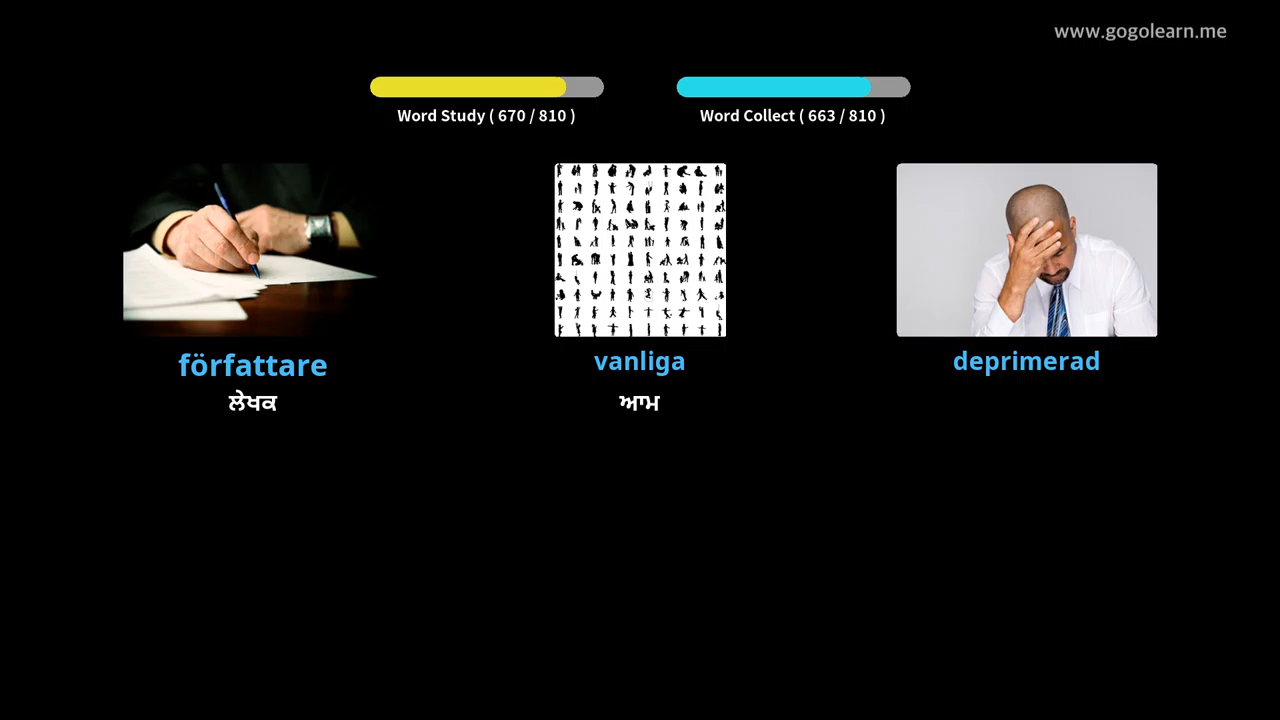 www.gogolearn.me
Word Study ( 670 / 810 )
Word Collect ( 663 / 810 )
författare
vanliga
deprimerad
ਲੇਖਕ
ਆਮ